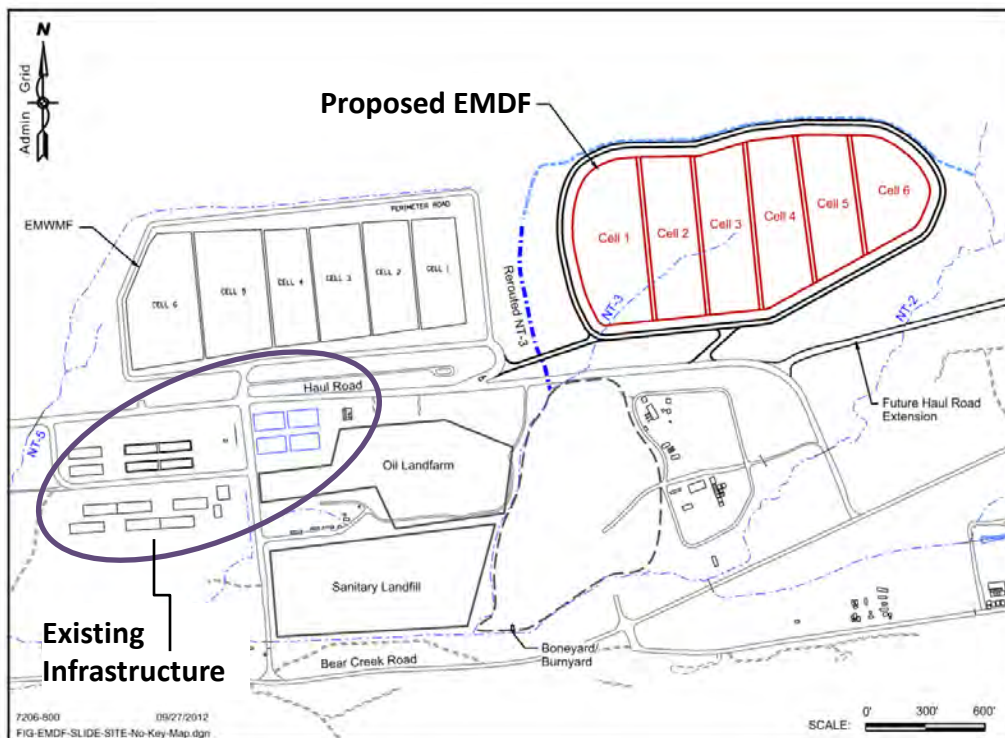 N
Admin Grid
Proposed EMDF
EMWMF
PERIMETER ROAD
CELL 6
CELL 5
CELL 4
CELL 3
CELL 2
CELL 1
Cell 1
Cell 2
Cell 3
Cell 4
Cell 5
Cell 6
Rerouted NT-3
NT-3
NT-2
NT-5
Haul Road
Future Haul Road
Extension
Oil Landfarm
Sanitary Landfill
Existing
Infrastructure
Boneyard/
Burnyard
Bear Creek Road
7206-800 09/27/2012
FIG-EMDF-SLIDE-SITE-No-Key-Map.dgn
SCALE: 0' 300' 600'